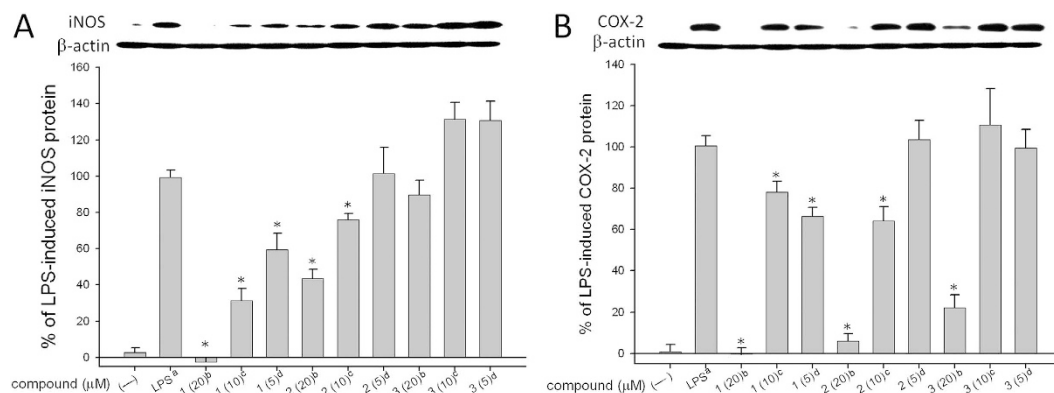 A
iNOS
β-actin
% of LPS-induced iNOS protein
160
140
120
100
80
60
40
20
0
*
*
*
*
*
compound (µM)
(—)
LPSᵃ
1 (20)ᵇ
1 (10)ᶜ
1 (5)ᵈ
2 (20)ᵇ
2 (10)ᶜ
2 (5)ᵈ
3 (20)ᵇ
3 (10)ᶜ
3 (5)ᵈ
B
COX-2
β-actin
% of LPS-induced COX-2 protein
140
120
100
80
60
40
20
0
*
*
*
*
*
*
compound (µM)
(—)
LPSᵃ
1 (20)ᵇ
1 (10)ᶜ
1 (5)ᵈ
2 (20)ᵇ
2 (10)ᶜ
2 (5)ᵈ
3 (20)ᵇ
3 (10)ᶜ
3 (5)ᵈ